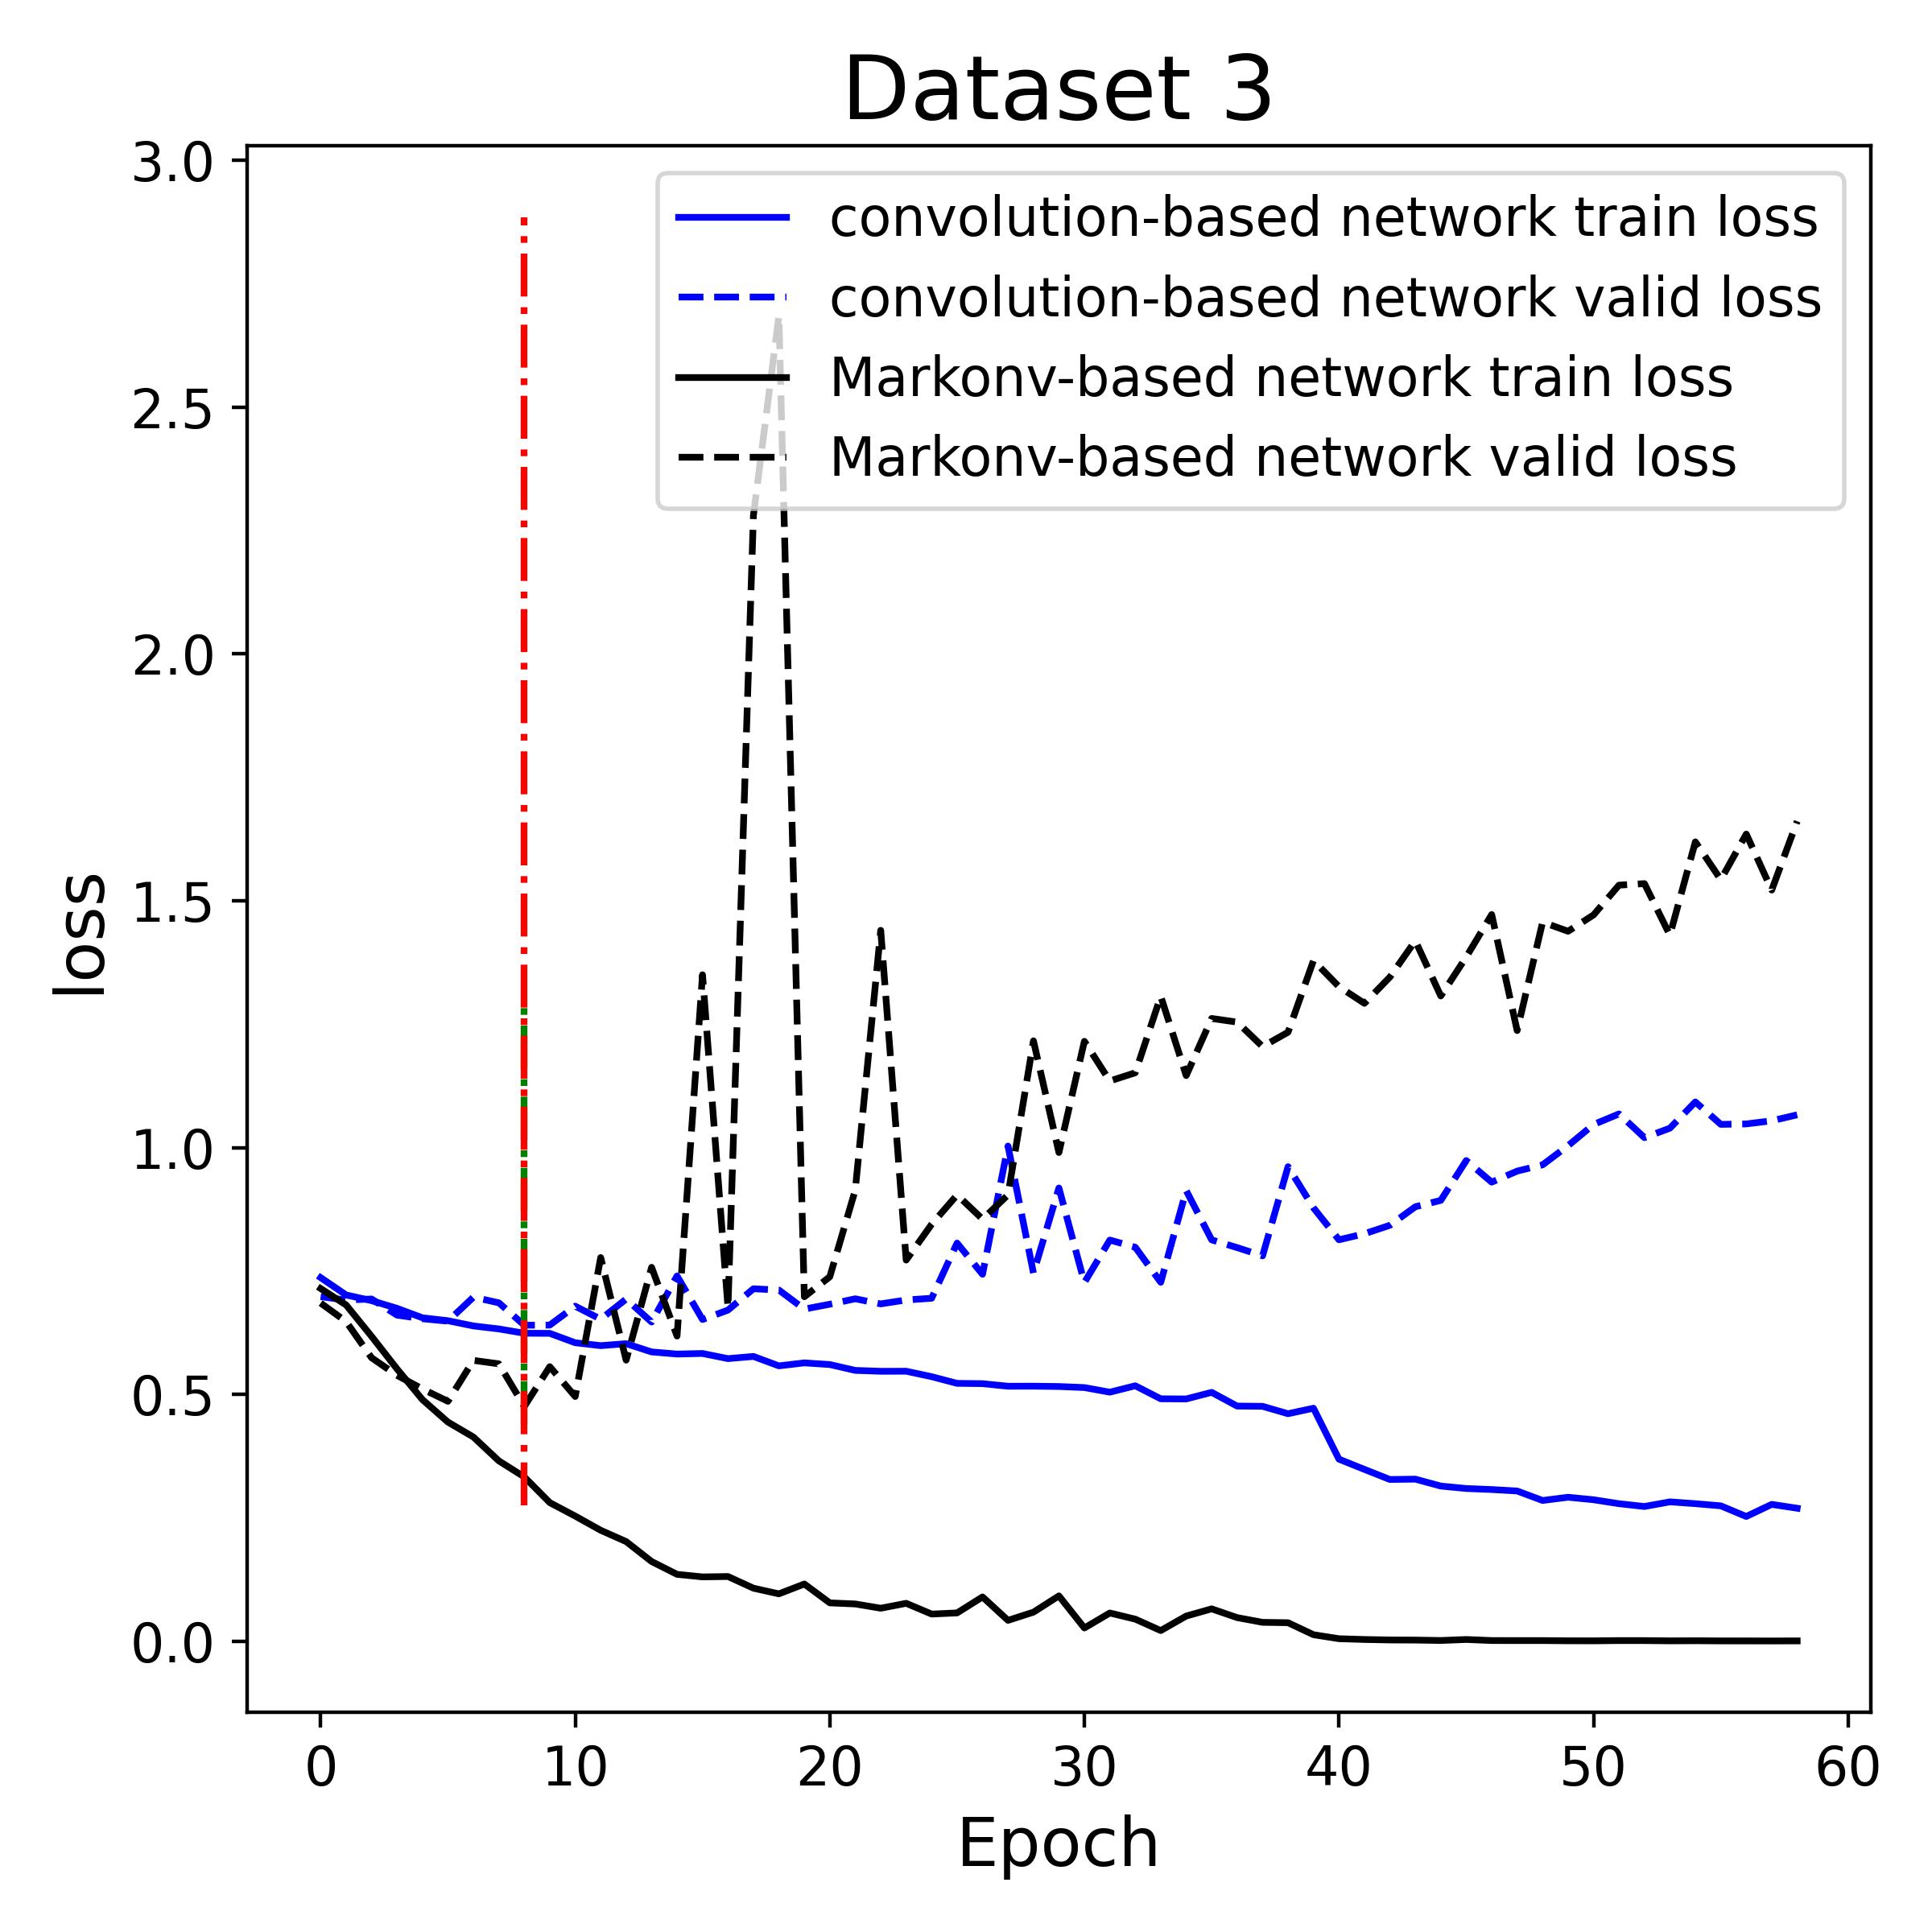 Dataset 3
3.0
2.5
2.0
1.5
1.0
0.5
0.0
loss
convolution-based network train loss
convolution-based network valid loss
Markonv-based network train loss
Markonv-based network valid loss
0 10 20 30 40 50 60
Epoch